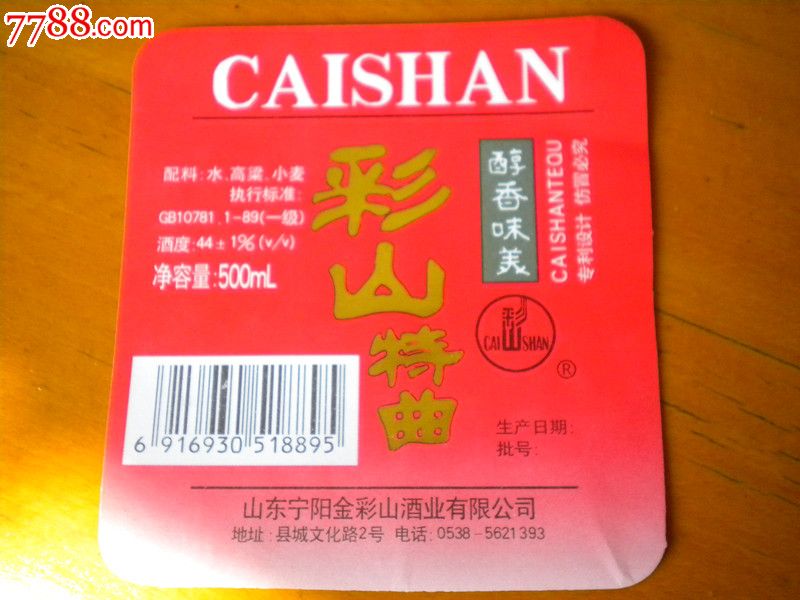 7788.com
CAISHAN
配料:水、高粱、小麦
执行标准:
GB10781.1-89(一级)
酒度:44±1%(v/v)
净容量:500mL
彩山特曲
醇香味美
CAISHANTEQU
专利设计 仿冒必究
彩
CAI SHAN
®
6 916930 518895
生产日期:
批号:
山东宁阳金彩山酒业有限公司
地址:县城文化路2号 电话:0538-5621393